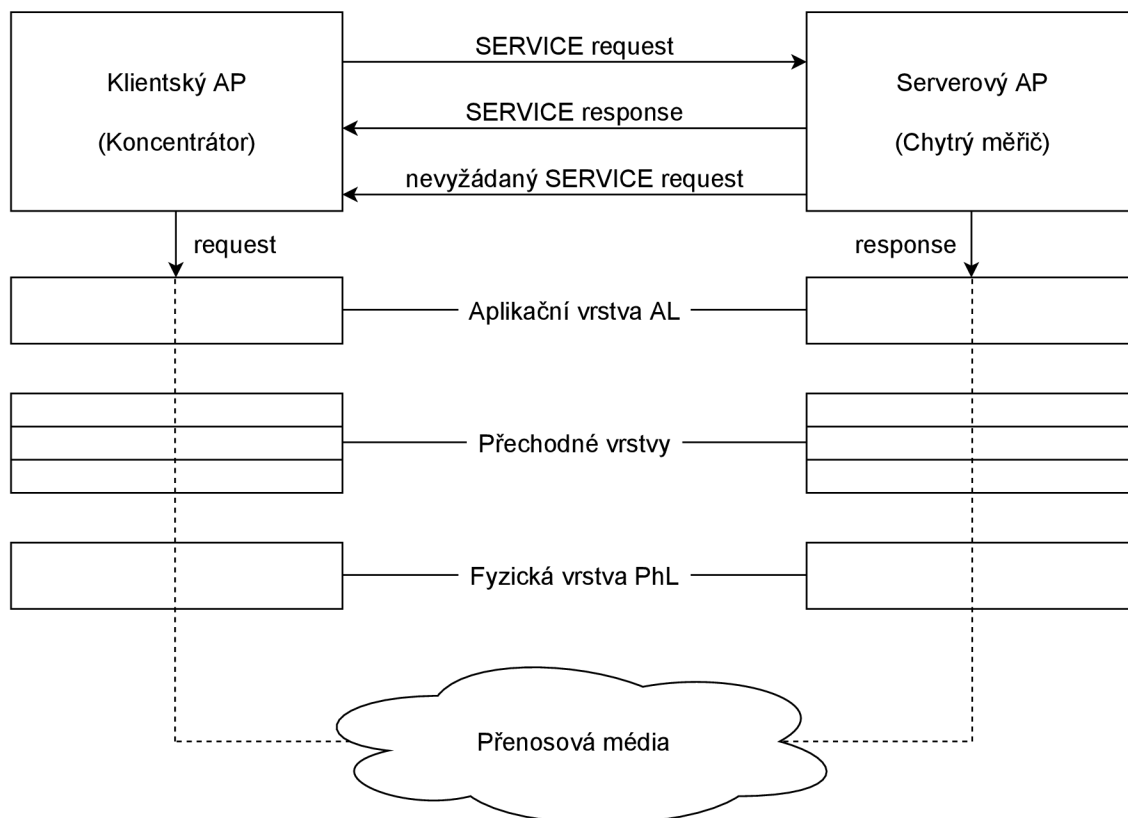 Klientský AP
(Koncentrátor)
SERVICE request
SERVICE response
nevyžádaný SERVICE request
Serverový AP
(Chytrý měřič)
request
response
Aplikační vrstva AL
Přechodné vrstvy
Fyzická vrstva PhL
Přenosová média